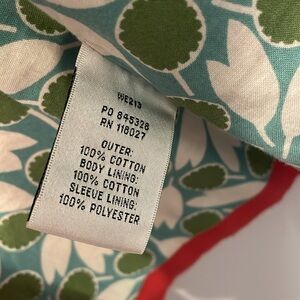 WE213
PO 845328
RN 118027
OUTER:
100% COTTON
BODY LINING:
100% COTTON
SLEEVE LINING:
100% POLYESTER